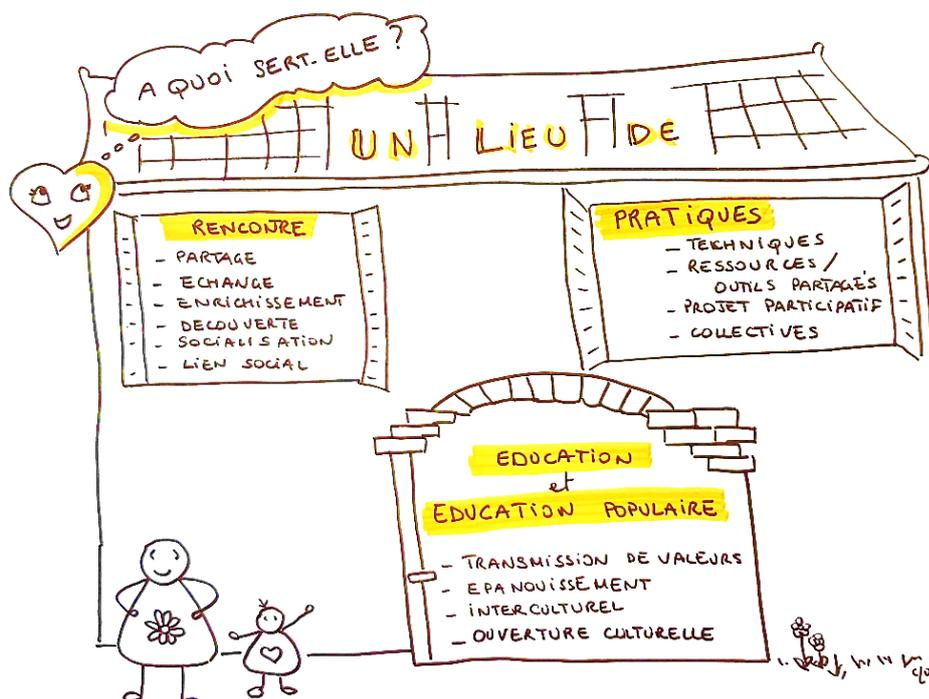 A QUOI SERT-ELLE ?
UN LIEU DE
RENCONTRE
- PARTAGE
- ECHANGE
- ENRICHISSEMENT
- DECOUVERTE
- SOCIALISATION
- LIEN SOCIAL
PRATIQUES
- TECHNIQUES
- RESSOURCES /
OUTILS PARTAGÉS
- PROJET PARTICIPATIF
- COLLECTIVES
EDUCATION
et
EDUCATION POPULAIRE
- TRANSMISSION DE VALEURS
- EPANOUISSEMENT
- INTERCULTUREL
- OUVERTURE CULTURELLE